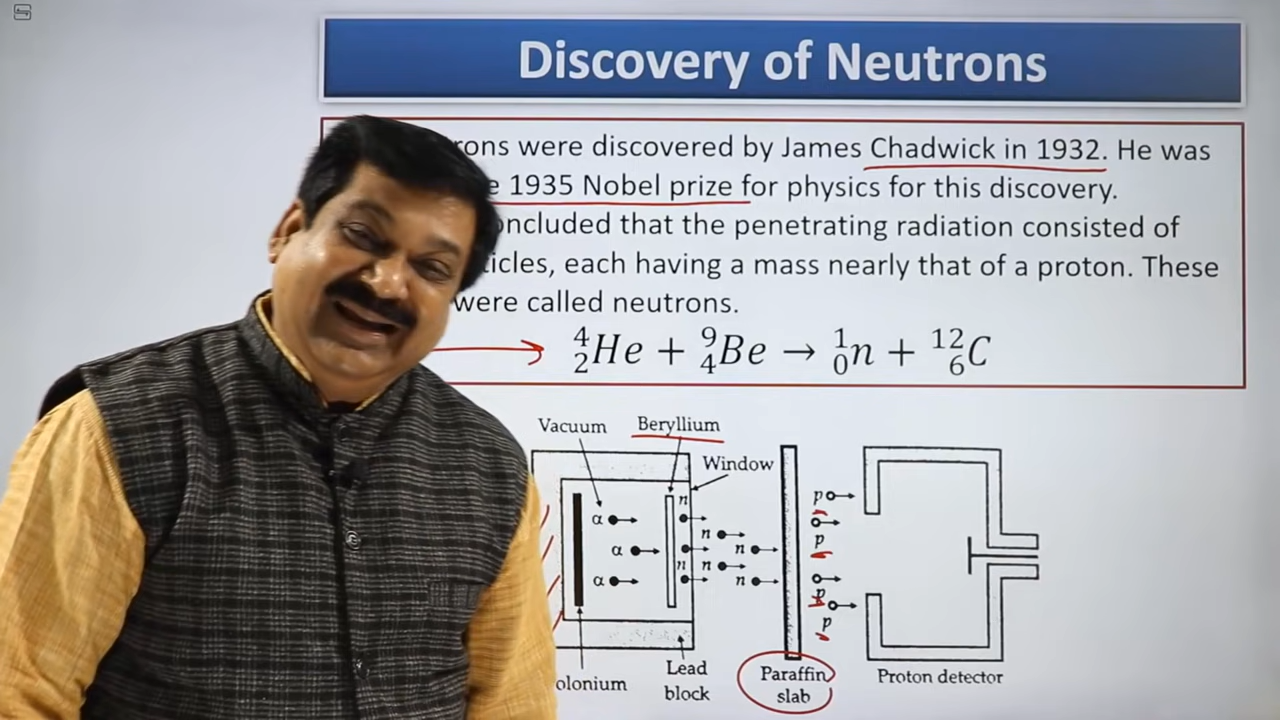 Discovery of Neutrons
rons were discovered by James Chadwick in 1932. He was
e 1935 Nobel prize for physics for this discovery.
oncluded that the penetrating radiation consisted of
icles, each having a mass nearly that of a proton. These
were called neutrons.
⁴₂He + ⁹₄Be → ¹₀n + ¹²₆C
Vacuum Beryllium
Window
n
α
p
n
p
α n n
n n
α n
p
p
olonium
Lead
block
Paraffin
slab
Proton detector